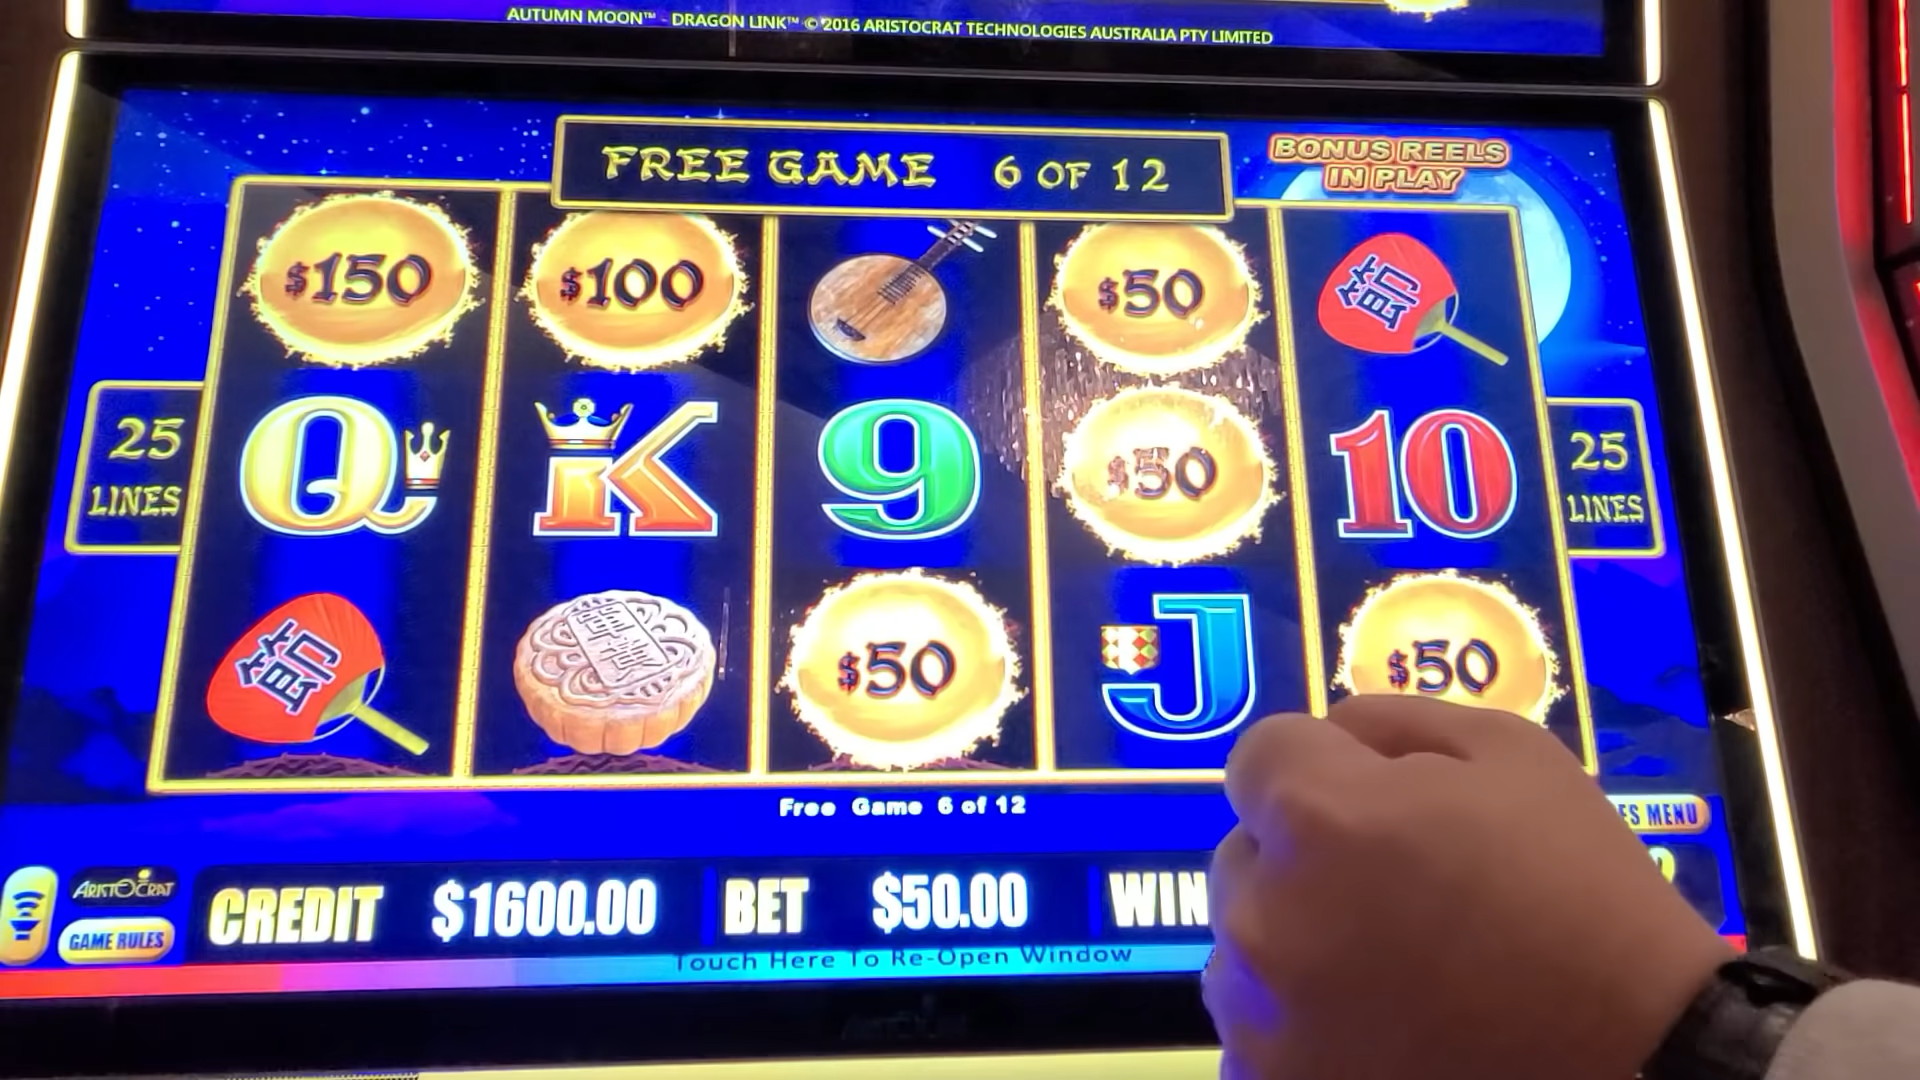 AUTUMN MOON™ - DRAGON LINK™ © 2016 ARISTOCRAT TECHNOLOGIES AUSTRALIA PTY LIMITED
FREE GAME 6 OF 12
BONUS REELS
IN PLAY
$150
$100
$50
25
LINES
Q
K
9
$50
10
25
LINES
$50
J
$50
Free Game 6 of 12
ES MENU
ARISTOCRAT
GAME RULES
CREDIT $1600.00
BET $50.00
WIN
Touch Here To Re-Open Window